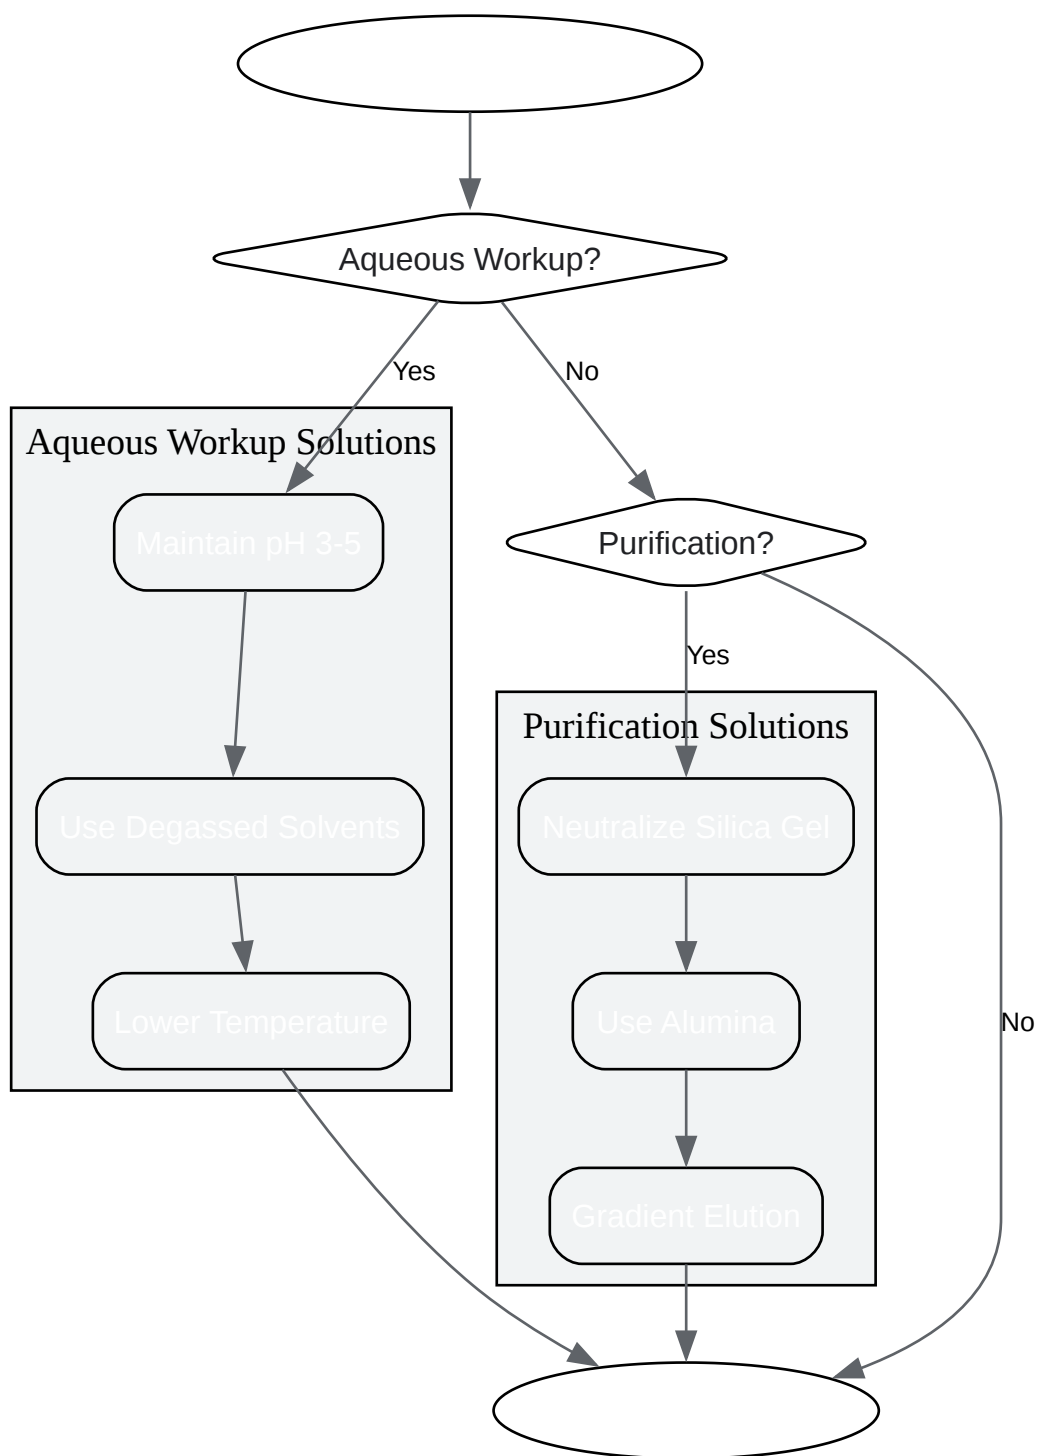 Aqueous Workup?
Yes
No
Aqueous Workup Solutions
Maintain pH 3-5
Purification?
Yes
Purification Solutions
Use Degassed Solvents
Neutralize Silica Gel
Lower Temperature
Use Alumina
No
Gradient Elution